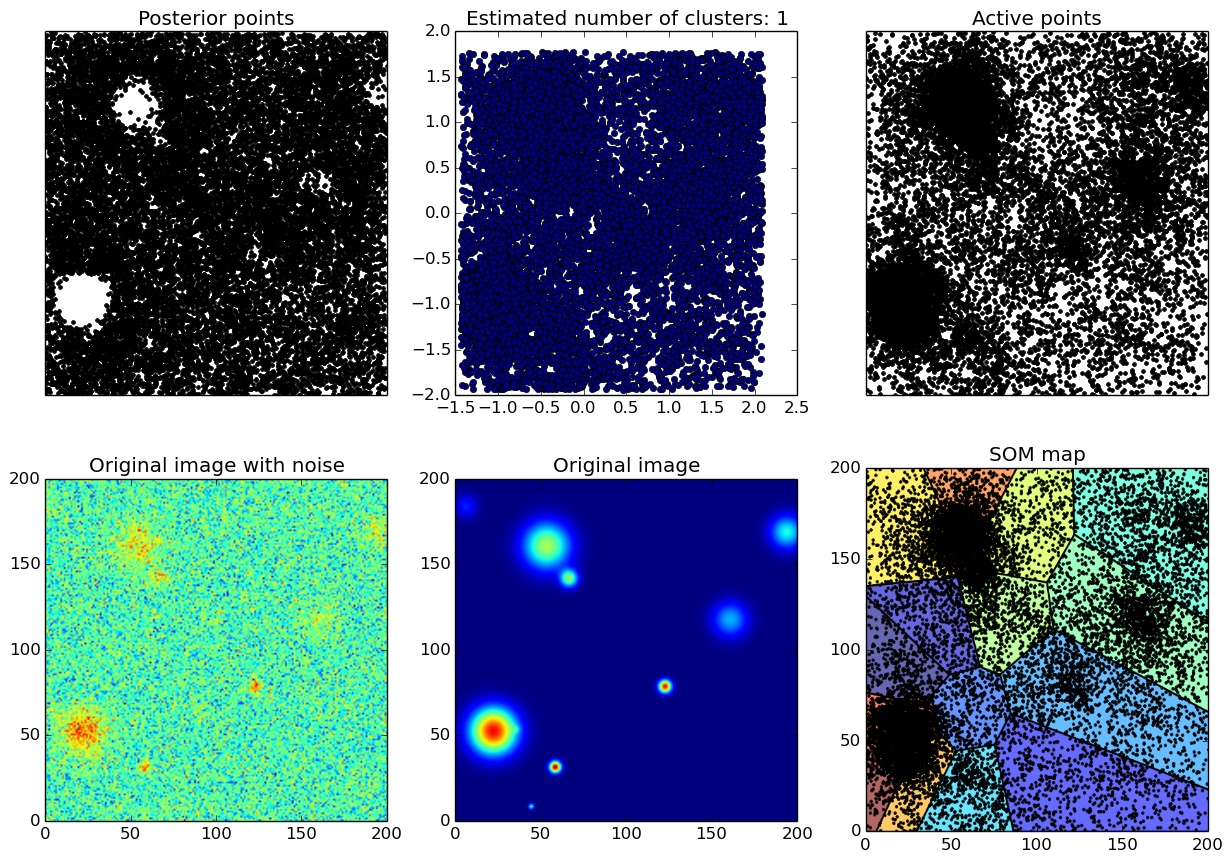 Posterior points
Estimated number of clusters: 1
Active points
2.0
1.5
1.0
0.5
0.0
−0.5
−1.0
−1.5
−2.0
−1.5 −1.0 −0.5 0.0 0.5 1.0 1.5 2.0 2.5
Original image with noise
Original image
SOM map
200
150
100
50
0
0 50 100 150 200
200
150
100
50
0
0 50 100 150 200
200
150
100
50
0
0 50 100 150 200